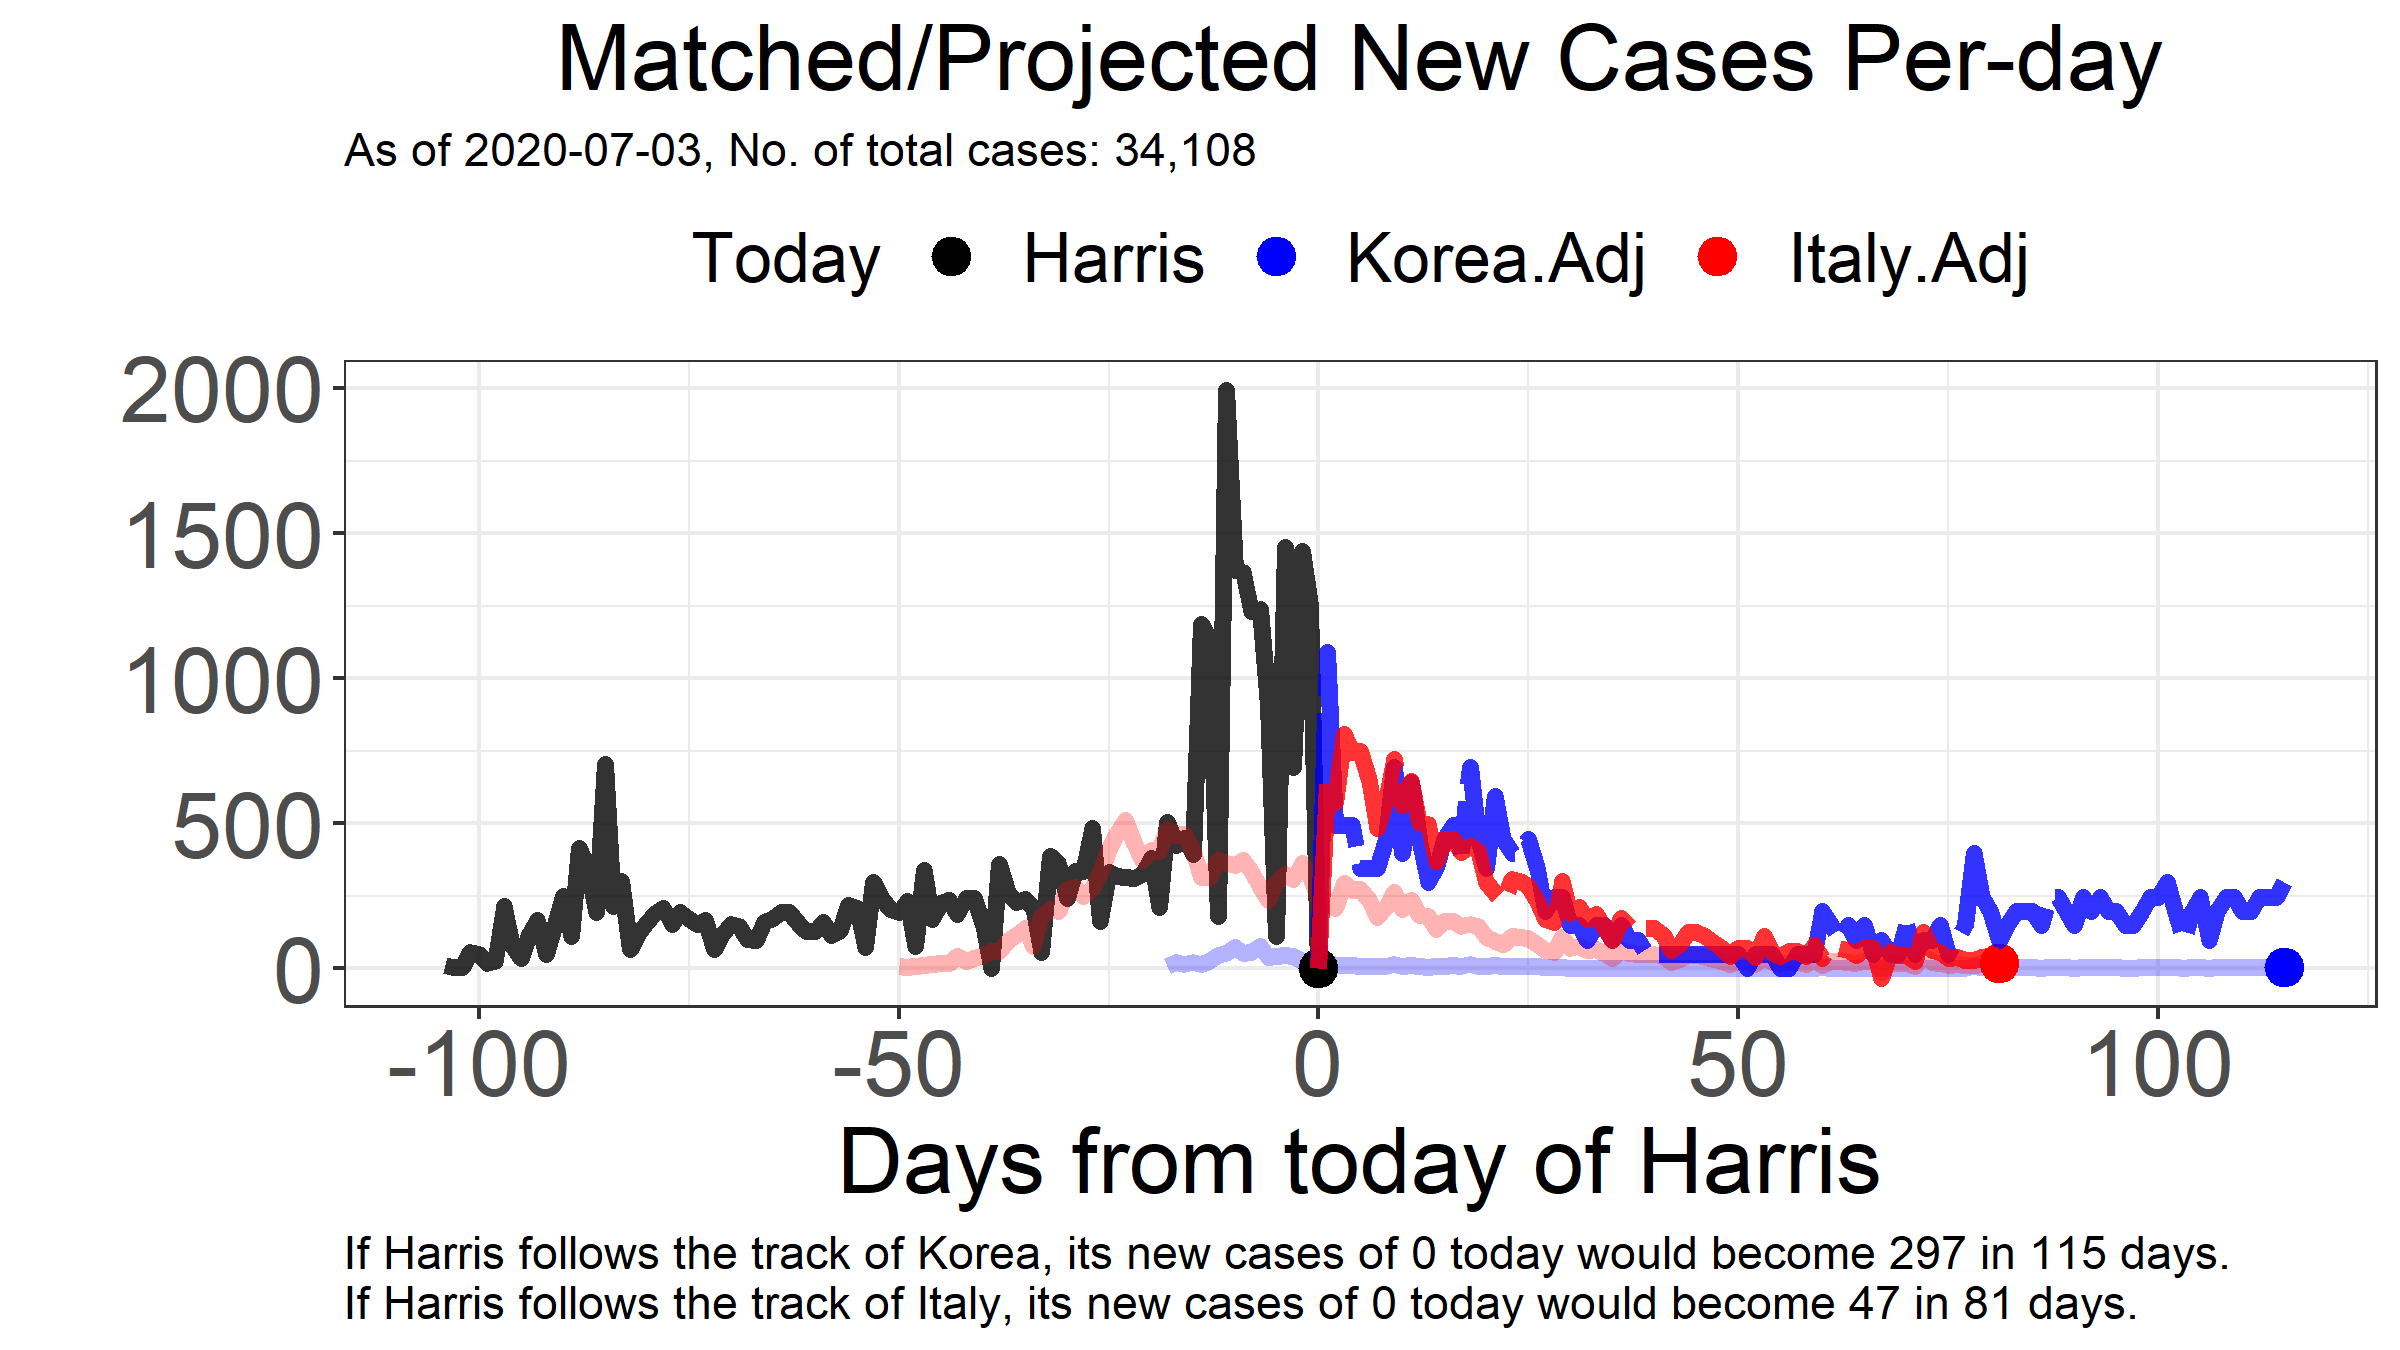 Matched/Projected New Cases Per-day
As of 2020-07-03, No. of total cases: 34,108
Today Harris Korea.Adj Italy.Adj
2000
1500
1000
500
0
-100 -50 0 50 100
Days from today of Harris
If Harris follows the track of Korea, its new cases of 0 today would become 297 in 115 days.
If Harris follows the track of Italy, its new cases of 0 today would become 47 in 81 days.